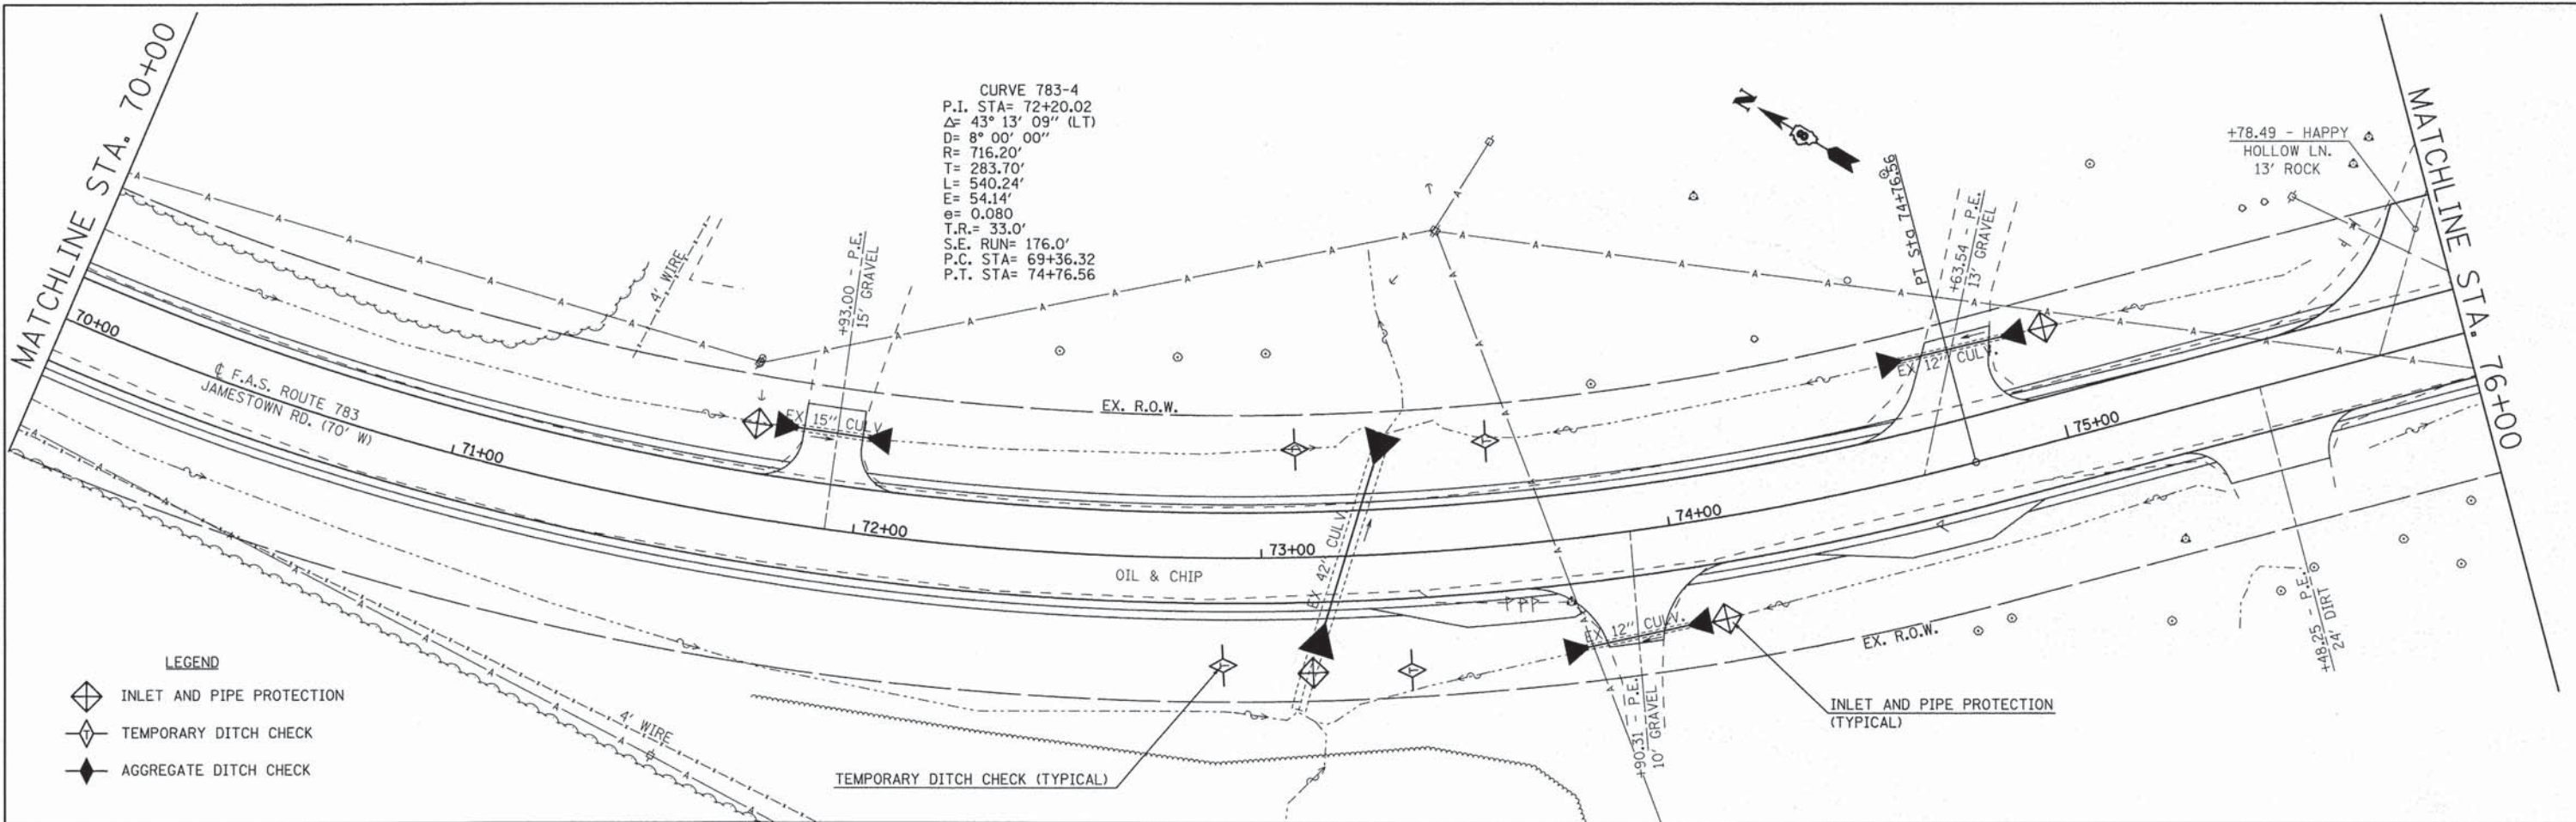 MATCHLINE STA. 70+00
CURVE 783-4
P.I. STA= 72+20.02
Δ= 43° 13' 09" (LT)
D= 8° 00' 00"
R= 716.20'
T= 283.70'
L= 540.24'
E= 54.14'
e= 0.080
T.R.= 33.0'
S.E. RUN= 176.0'
P.C. STA= 69+36.32
P.T. STA= 74+76.56
N
+78.49 - HAPPY
HOLLOW LN.
13' ROCK
MATCHLINE STA. 76+00
PT Sta 74+76.56
+63.54 - P.E.
13' GRAVEL
4' WIRE
+93.00 - P.E.
15' GRAVEL
EX 15" CULV
EX. R.O.W.
EX 12" CULV.
70+00
℄ F.A.S. ROUTE 783
JAMESTOWN RD. (70' W)
71+00
72+00
73+00
74+00
75+00
OIL & CHIP
EX 42" CULV
EX 12" CULV.
EX. R.O.W.
+90.31 - P.E.
10' GRAVEL
+48.25 - P.E.
24' DIRT
4' WIRE
LEGEND
INLET AND PIPE PROTECTION
T TEMPORARY DITCH CHECK
AGGREGATE DITCH CHECK
TEMPORARY DITCH CHECK (TYPICAL)
INLET AND PIPE PROTECTION
(TYPICAL)